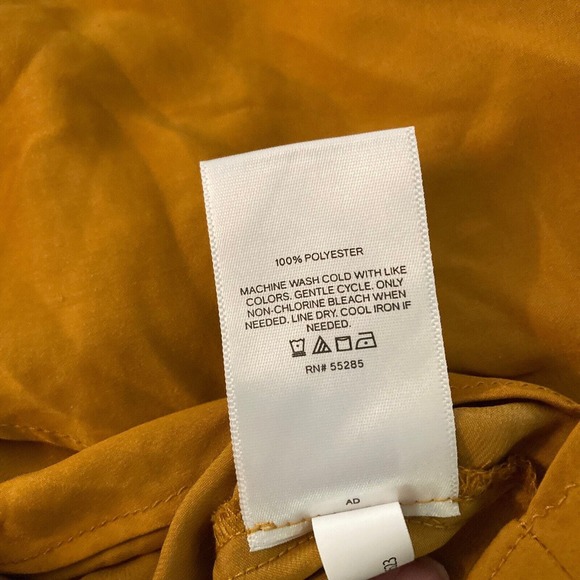 100% POLYESTER
MACHINE WASH COLD WITH LIKE
COLORS. GENTLE CYCLE. ONLY
NON-CHLORINE BLEACH WHEN
NEEDED. LINE DRY. COOL IRON IF
NEEDED.
RN# 55285
AD